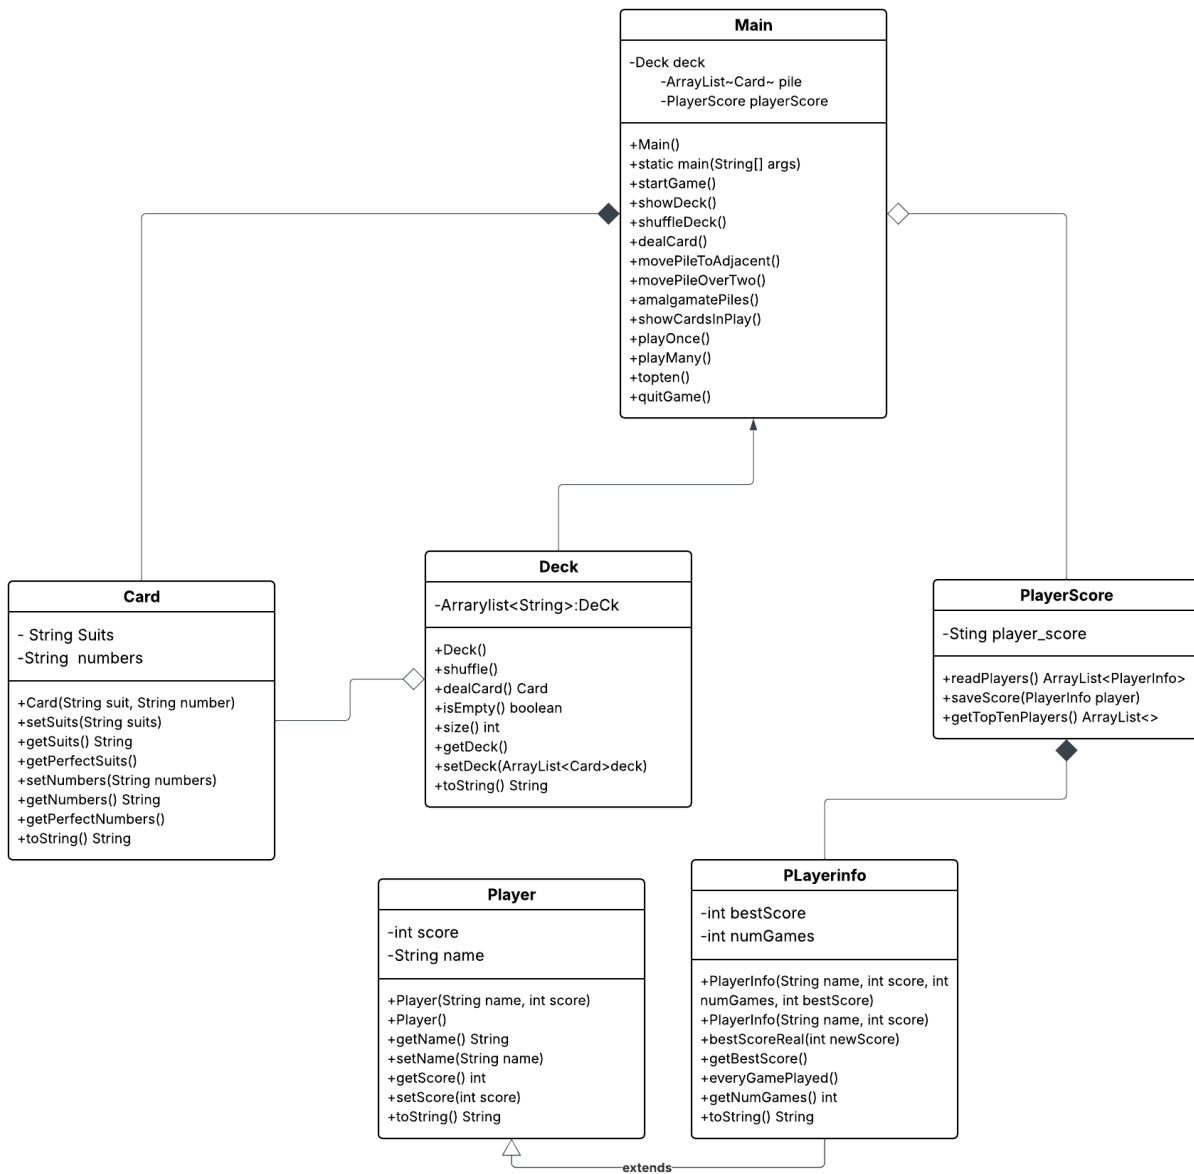 Main
-Deck deck
-ArrayList~Card~ pile
-PlayerScore playerScore
+Main()
+static main(String[] args)
+startGame()
+showDeck()
+shuffleDeck()
+dealCard()
+movePileToAdjacent()
+movePileOverTwo()
+amalgamatePiles()
+showCardsInPlay()
+playOnce()
+playMany()
+topten()
+quitGame()
Card
- String Suits
-String numbers
+Card(String suit, String number)
+setSuits(String suits)
+getSuits() String
+getPerfectSuits()
+setNumbers(String numbers)
+getNumbers() String
+getPerfectNumbers()
+toString() String
Deck
-Arrarylist<String>:DeCk
+Deck()
+shuffle()
+dealCard() Card
+isEmpty() boolean
+size() int
+getDeck()
+setDeck(ArrayList<Card>deck)
+toString() String
PlayerScore
-Sting player_score
+readPlayers() ArrayList<PlayerInfo>
+saveScore(PlayerInfo player)
+getTopTenPlayers() ArrayList<>
Player
-int score
-String name
+Player(String name, int score)
+Player()
+getName() String
+setName(String name)
+getScore() int
+setScore(int score)
+toString() String
PLayerinfo
-int bestScore
-int numGames
+PlayerInfo(String name, int score, int
numGames, int bestScore)
+PlayerInfo(String name, int score)
+bestScoreReal(int newScore)
+getBestScore()
+everyGamePlayed()
+getNumGames() int
+toString() String
extends